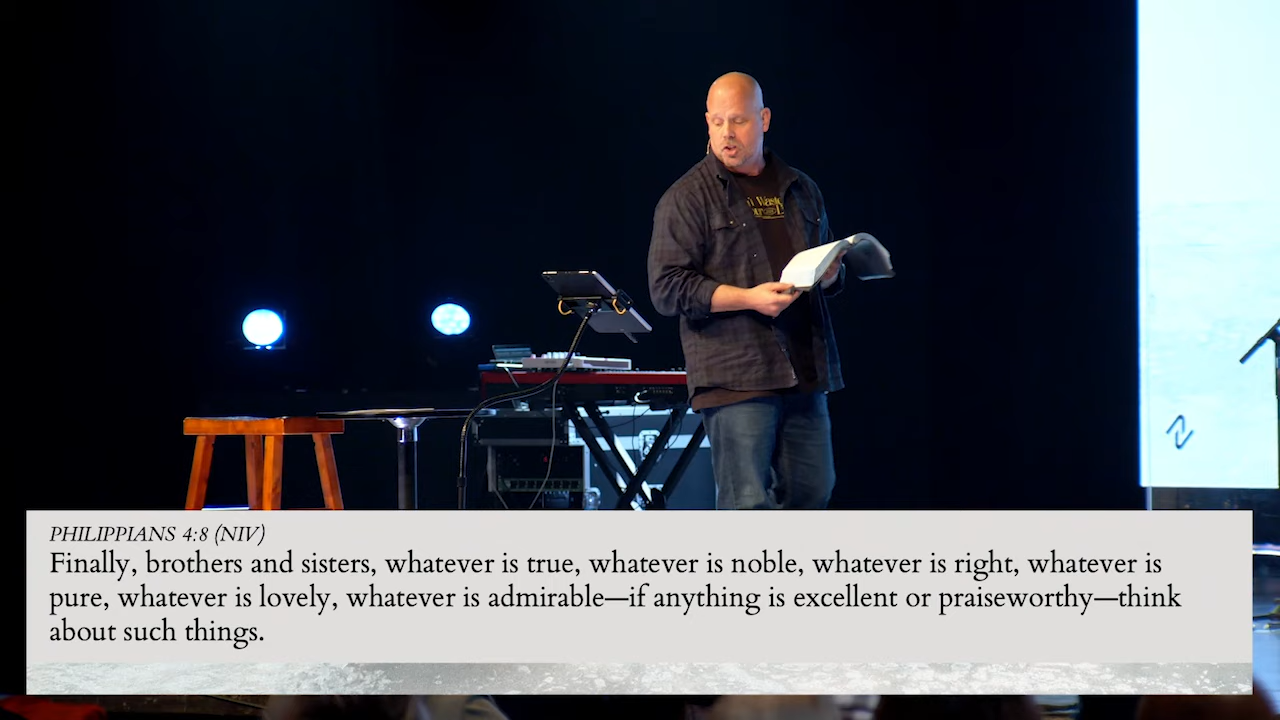 PHILIPPIANS 4:8 (NIV)
Finally, brothers and sisters, whatever is true, whatever is noble, whatever is right, whatever is
pure, whatever is lovely, whatever is admirable—if anything is excellent or praiseworthy—think
about such things.